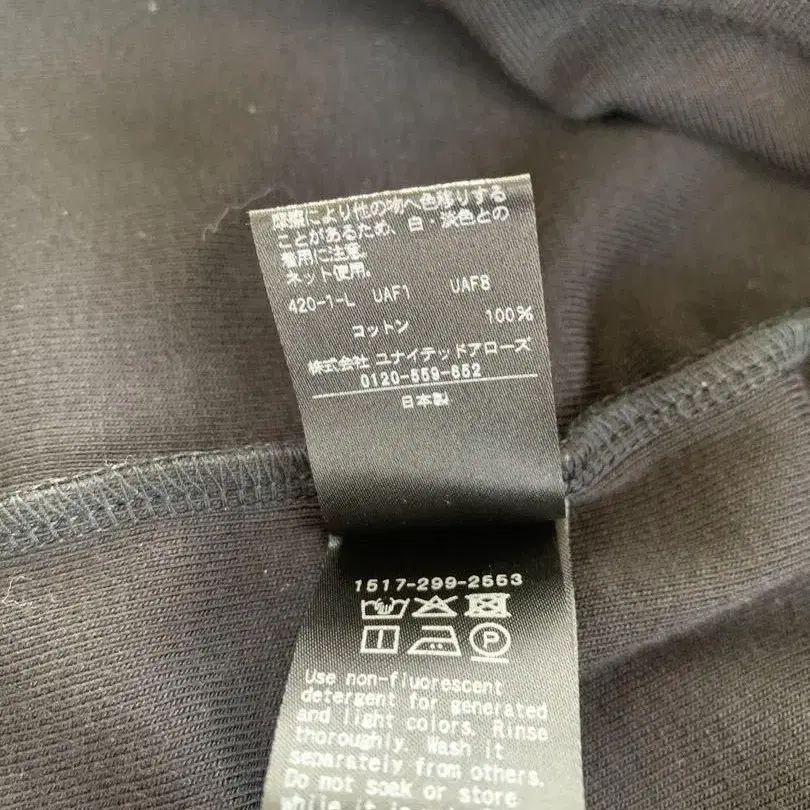 摩擦により他の物へ色移りする
ことがあるため、白・淡色との
着用に注意。
ネット使用。
420-1-L UAF1 UAF8
コットン 100%
株式会社 ユナイテッドアローズ
0120-559-652
日本製
1517-299-2553
P
Use non-fluorescent
detergent for generated
and light colors. Rinse
thoroughly. Wash it
separately from others.
Do not soak or store
while it